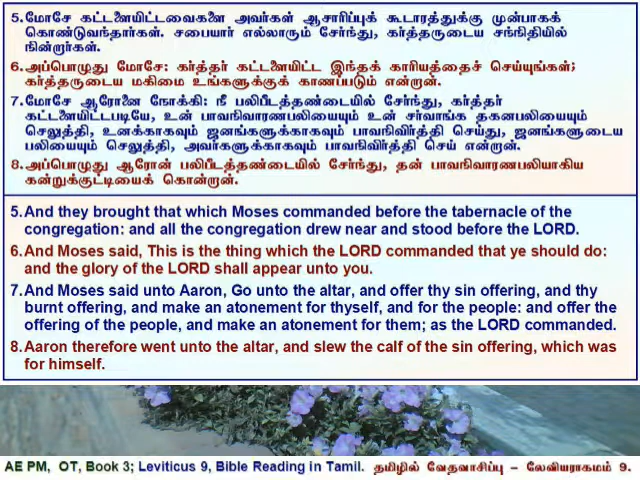 5.மோசே கட்டளையிட்டவைகளை அவர்கள் ஆசாரிப்புக் கூடாரத்துக்கு முன்பாகக்
கொண்டுவந்தார்கள். சபையார் எல்லாரும் சேர்ந்து, கர்த்தருடைய சந்நிதியில்
நின்றார்கள்.
6.அப்பொழுது மோசே: கர்த்தர் கட்டளையிட்ட இந்தக் காரியத்தைச் செய்யுங்கள்;
கர்த்தருடைய மகிமை உங்களுக்குக் காணப்படும் என்றான்.
7.மோசே ஆரோனை நோக்கி: நீ பலிபீடத்தண்டையில் சேர்ந்து, கர்த்தர்
கட்டளையிட்டபடியே, உன் பாவநிவாரணபலியையும் உன் சர்வாங்க தகனபலியையும்
செலுத்தி, உனக்காகவும் ஜனங்களுக்காகவும் பாவநிவிர்த்தி செய்து, ஜனங்களுடைய
பலியையும் செலுத்தி, அவர்களுக்காகவும் பாவநிவிர்த்தி செய் என்றான்.
8.அப்பொழுது ஆரோன் பலிபீடத்தண்டையில் சேர்ந்து, தன் பாவநிவாரணபலியாகிய
கன்றுக்குட்டியைக் கொன்றான்.
5.And they brought that which Moses commanded before the tabernacle of the
congregation: and all the congregation drew near and stood before the LORD.
6.And Moses said, This is the thing which the LORD commanded that ye should do:
and the glory of the LORD shall appear unto you.
7.And Moses said unto Aaron, Go unto the altar, and offer thy sin offering, and thy
burnt offering, and make an atonement for thyself, and for the people: and offer the
offering of the people, and make an atonement for them; as the LORD commanded.
8.Aaron therefore went unto the altar, and slew the calf of the sin offering, which was
for himself.
AE PM, OT, Book 3; Leviticus 9, Bible Reading in Tamil. தமிழில் வேதவாசிப்பு – லேவியராகமம் 9.